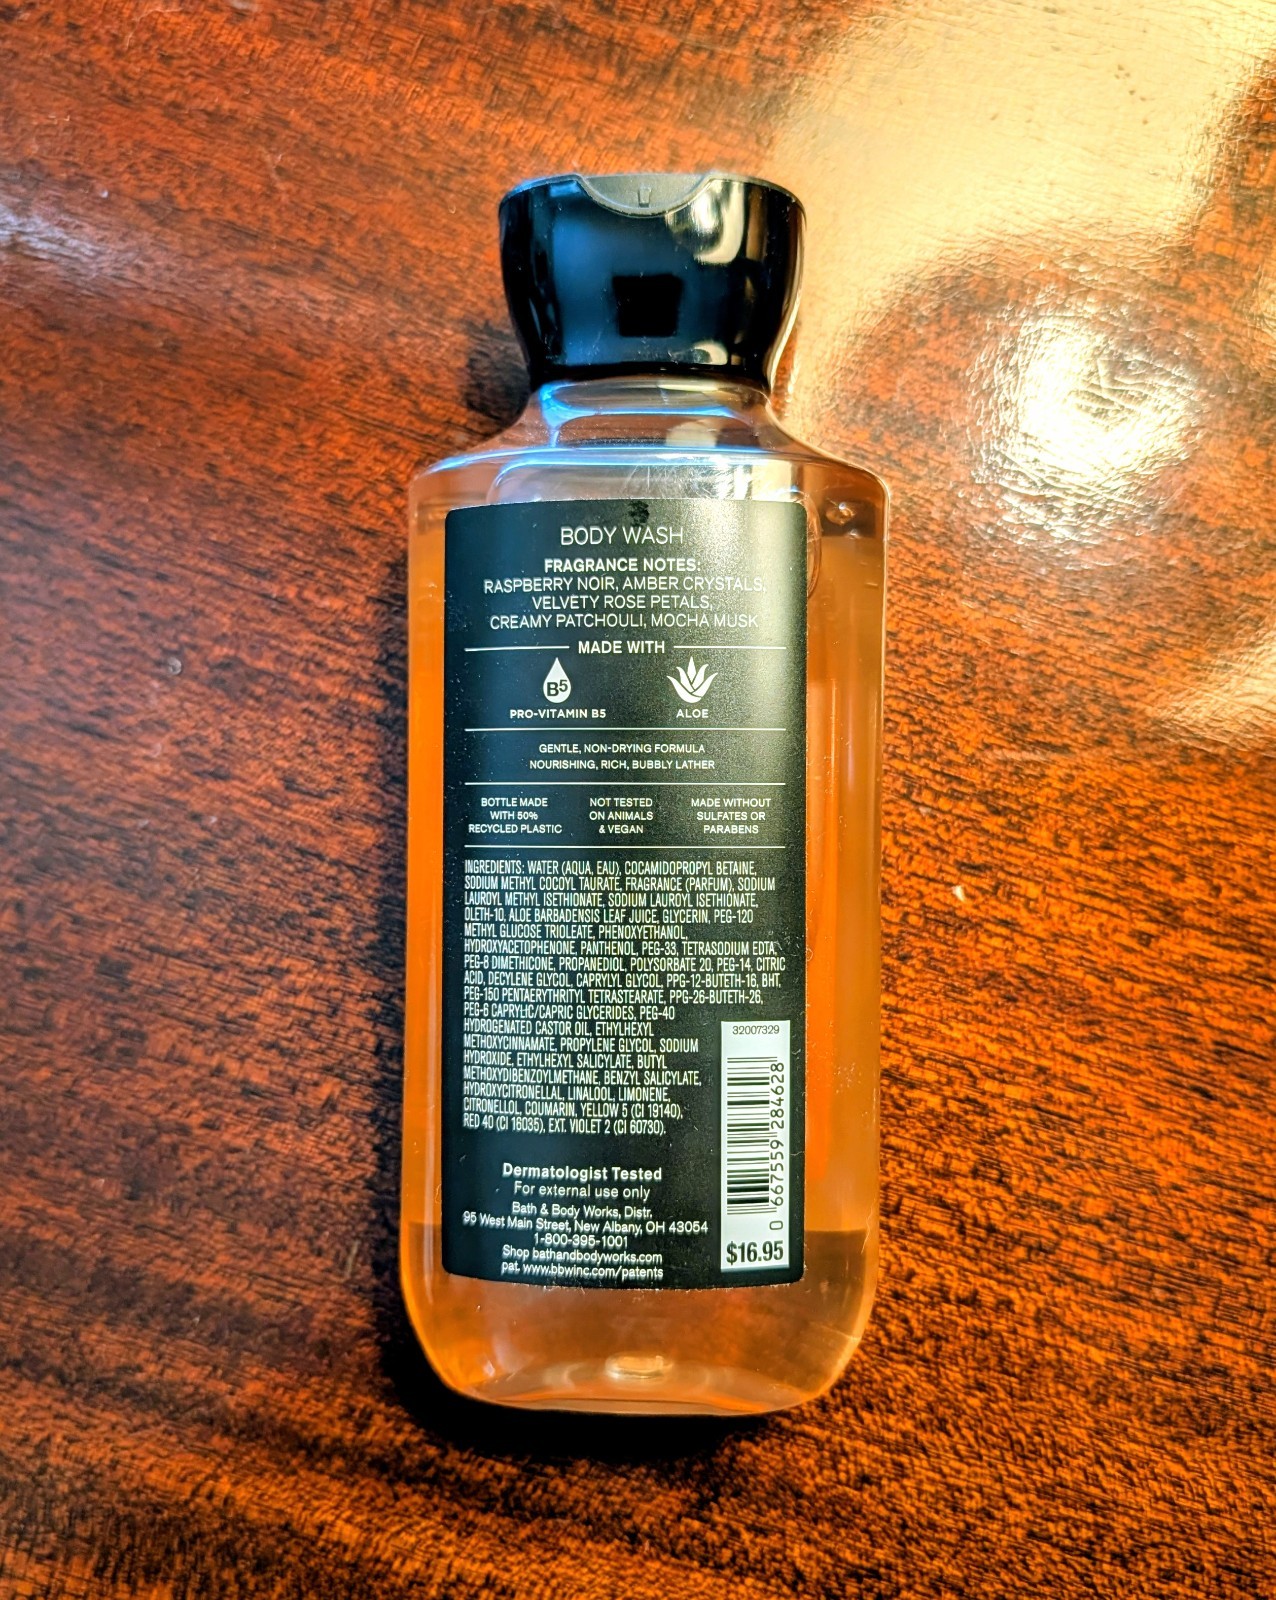 BODY WASH
FRAGRANCE NOTES:
RASPBERRY NOIR, AMBER CRYSTALS,
VELVETY ROSE PETALS,
CREAMY PATCHOULI, MOCHA MUSK
MADE WITH
B5
PRO-VITAMIN B5
ALOE
GENTLE, NON-DRYING FORMULA
NOURISHING, RICH, BUBBLY LATHER
BOTTLE MADE
WITH 50%
RECYCLED PLASTIC
NOT TESTED
ON ANIMALS
& VEGAN
MADE WITHOUT
SULFATES OR
PARABENS
INGREDIENTS: WATER (AQUA, EAU), COCAMIDOPROPYL BETAINE,
SODIUM METHYL COCOYL TAURATE, FRAGRANCE (PARFUM), SODIUM
LAUROYL METHYL ISETHIONATE, SODIUM LAUROYL ISETHIONATE,
OLETH-10, ALOE BARBADENSIS LEAF JUICE, GLYCERIN, PEG-120
METHYL GLUCOSE TRIOLEATE, PHENOXYETHANOL,
HYDROXYACETOPHENONE, PANTHENOL, PEG-33, TETRASODIUM EDTA,
PEG-8 DIMETHICONE, PROPANEDIOL, POLYSORBATE 20, PEG-14, CITRIC
ACID, DECYLENE GLYCOL, CAPRYLYL GLYCOL, PPG-12-BUTETH-16, BHT,
PEG-150 PENTAERYTHRITYL TETRASTEARATE, PPG-26-BUTETH-26,
PEG-6 CAPRYLIC/CAPRIC GLYCERIDES, PEG-40
HYDROGENATED CASTOR OIL, ETHYLHEXYL
METHOXYCINNAMATE, PROPYLENE GLYCOL, SODIUM
HYDROXIDE, ETHYLHEXYL SALICYLATE, BUTYL
METHOXYDIBENZOYLMETHANE, BENZYL SALICYLATE,
HYDROXYCITRONELLAL, LINALOOL, LIMONENE,
CITRONELLOL, COUMARIN, YELLOW 5 (CI 19140),
RED 40 (CI 16035), EXT. VIOLET 2 (CI 60730).
32007329
0 667559 284628
$16.95
Dermatologist Tested
For external use only
Bath & Body Works, Distr.
95 West Main Street, New Albany, OH 43054
1-800-395-1001
Shop bathandbodyworks.com
pat. www.bbwinc.com/patents